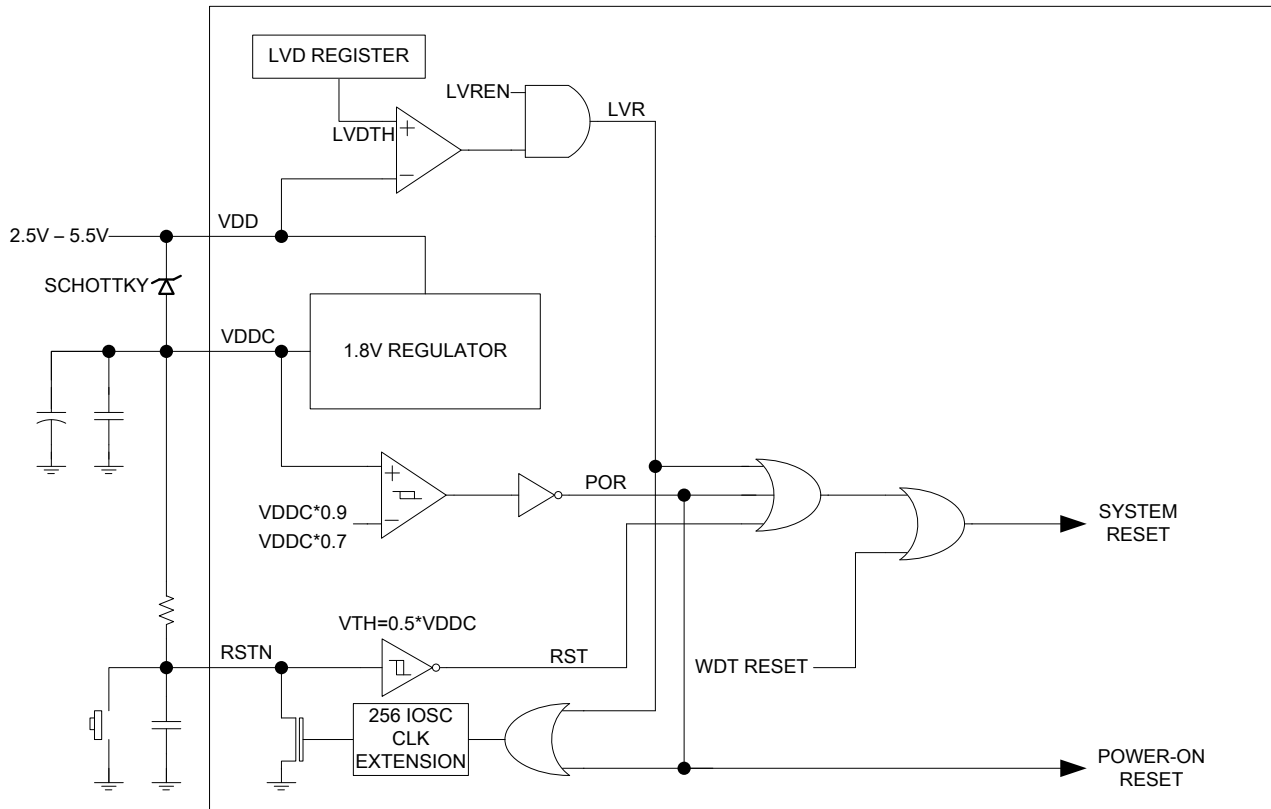 LVD REGISTER
LVREN
LVR
LVDTH
+
−
VDD
2.5V – 5.5V
SCHOTTKY
VDDC
1.8V REGULATOR
+
−
POR
VDDC*0.9
VDDC*0.7
SYSTEM
RESET
VTH=0.5*VDDC
RSTN
RST
WDT RESET
256 IOSC
CLK
EXTENSION
POWER-ON
RESET